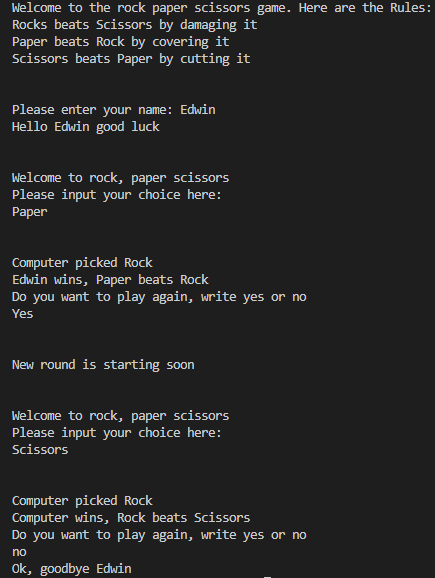 Welcome to the rock paper scissors game. Here are the Rules:
Rocks beats Scissors by damaging it
Paper beats Rock by covering it
Scissors beats Paper by cutting it
Please enter your name: Edwin
Hello Edwin good luck
Welcome to rock, paper scissors
Please input your choice here:
Paper
Computer picked Rock
Edwin wins, Paper beats Rock
Do you want to play again, write yes or no
Yes
New round is starting soon
Welcome to rock, paper scissors
Please input your choice here:
Scissors
Computer picked Rock
Computer wins, Rock beats Scissors
Do you want to play again, write yes or no
no
Ok, goodbye Edwin